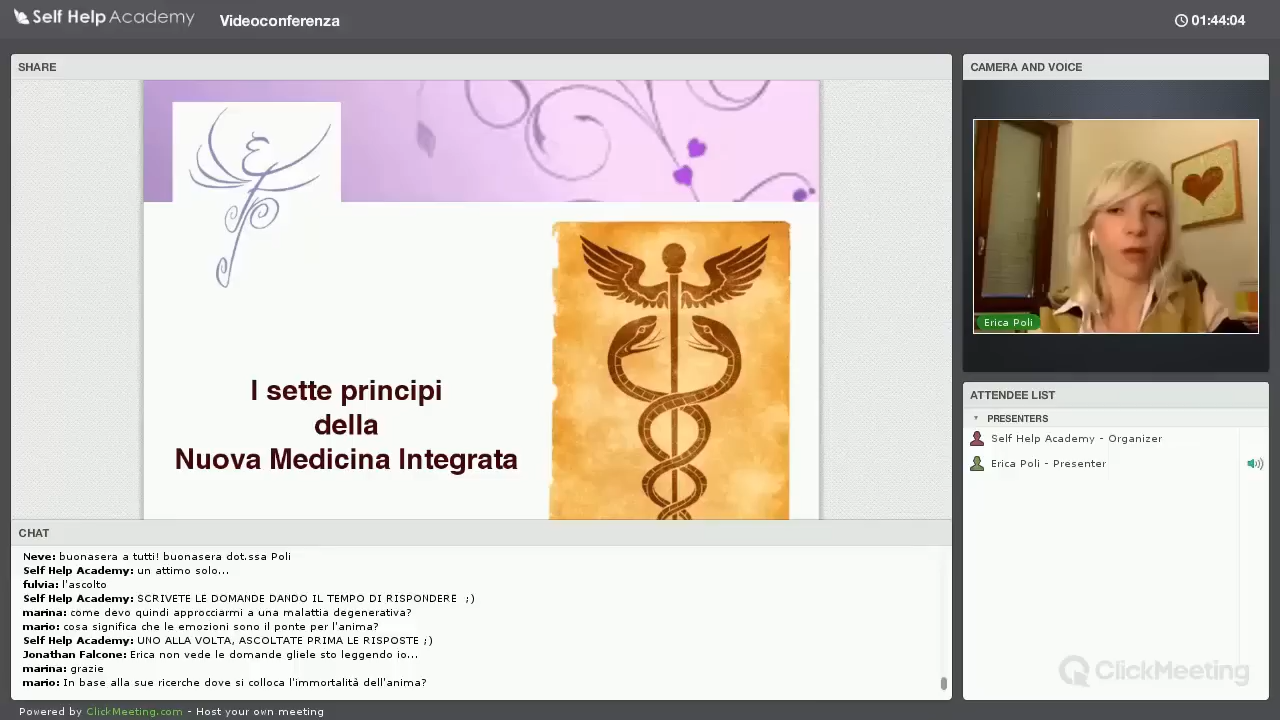 Self Help Academy
Videoconferenza
01:44:04
SHARE
I sette principi
della
Nuova Medicina Integrata
CAMERA AND VOICE
Erica Poli
ATTENDEE LIST
PRESENTERS
Self Help Academy - Organizer
Erica Poli - Presenter
CHAT
Neve: buonasera a tutti! buonasera dot.ssa Poli
Self Help Academy: un attimo solo...
fulvia: l'ascolto
Self Help Academy: SCRIVETE LE DOMANDE DANDO IL TEMPO DI RISPONDERE ;)
marina: come devo quindi approcciarmi a una malattia degenerativa?
mario: cosa significa che le emozioni sono il ponte per l'anima?
Self Help Academy: UNO ALLA VOLTA, ASCOLTATE PRIMA LE RISPOSTE ;)
Jonathan Falcone: Erica non vede le domande gliele sto leggendo io...
marina: grazie
mario: In base alla sue ricerche dove si colloca l'immortalità dell'anima?
ClickMeeting
Powered by ClickMeeting.com - Host your own meeting